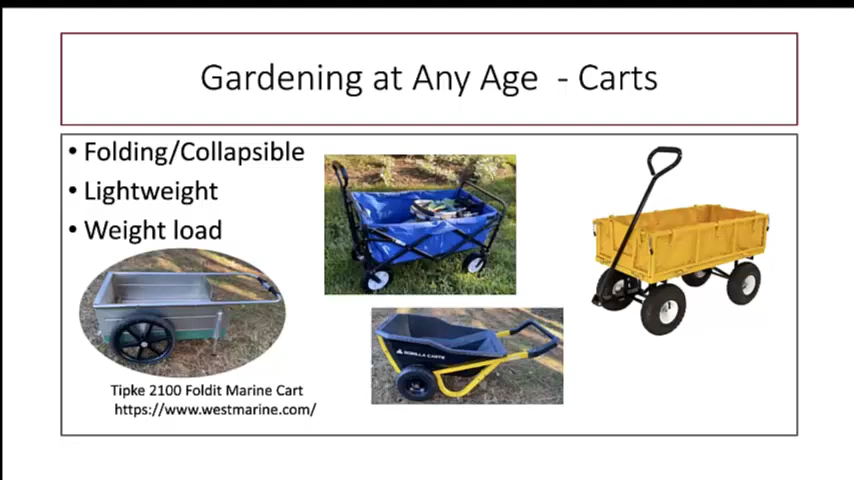 Gardening at Any Age - Carts
• Folding/Collapsible
• Lightweight
• Weight load
GORILLA CARTS
Tipke 2100 Foldit Marine Cart
https://www.westmarine.com/